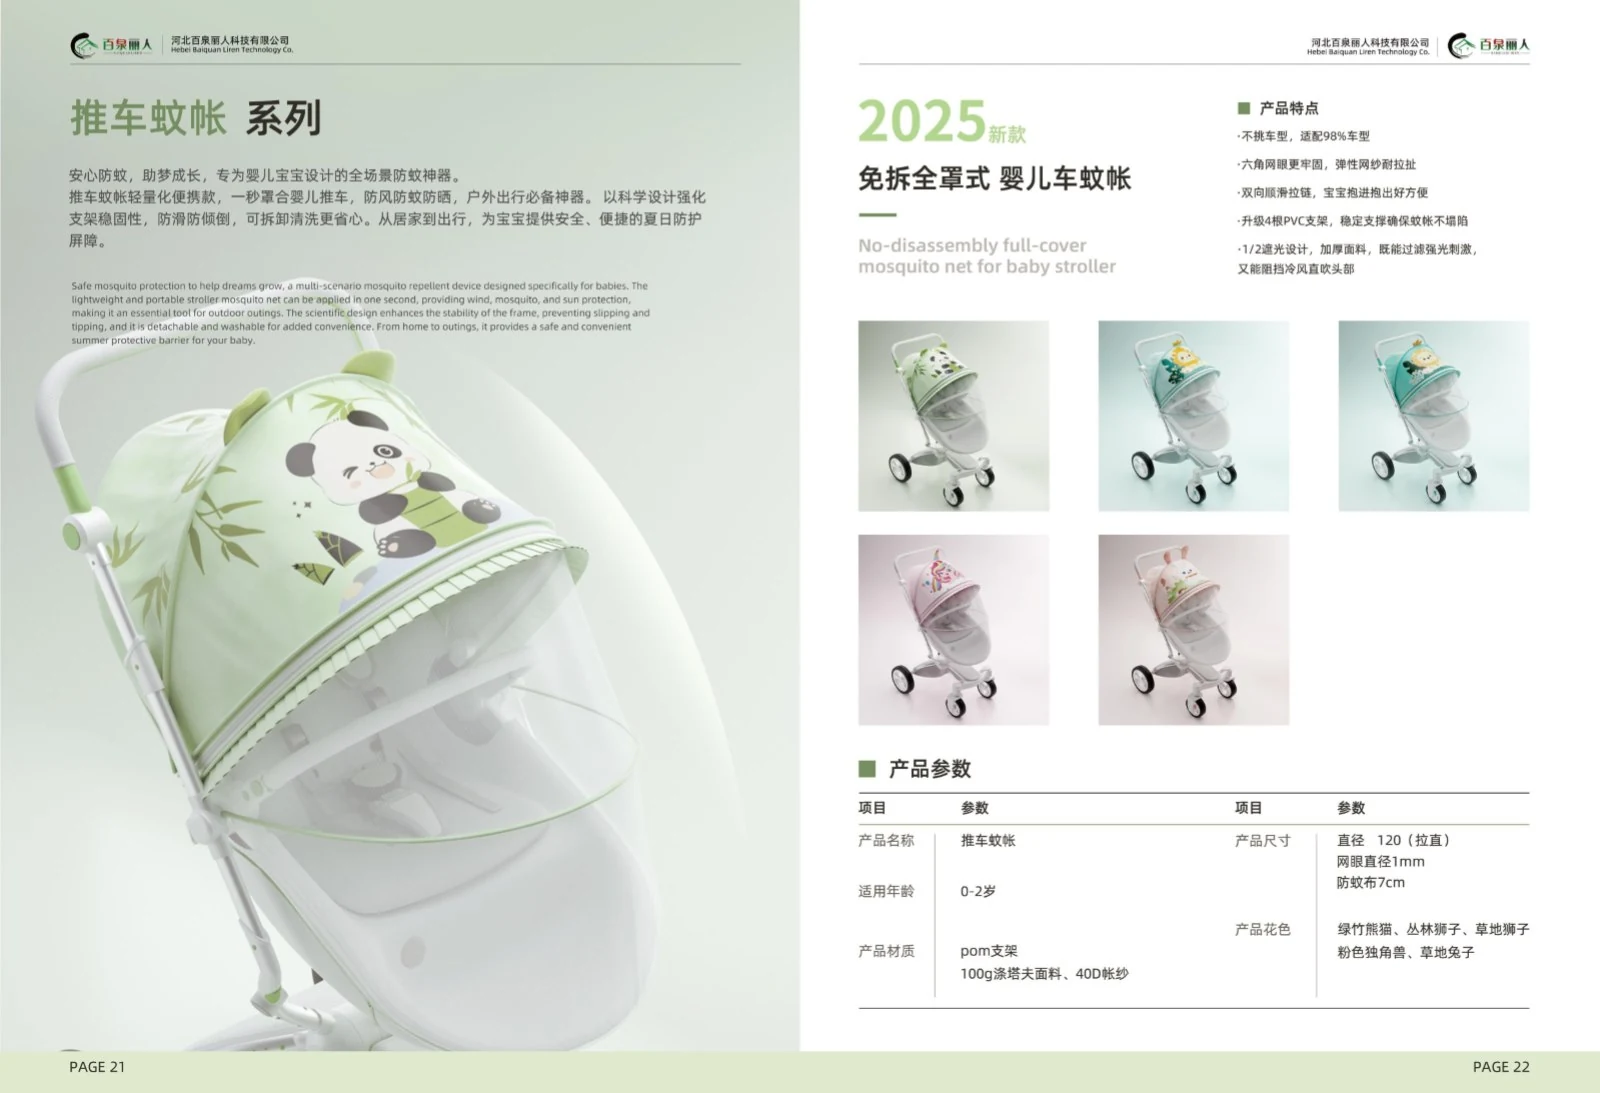 百泉丽人
河北百泉丽人科技有限公司
Hebei Baiquan Liren Technology Co.
推车蚊帐 系列
安心防蚊，助梦成长，专为婴儿宝宝设计的全场景防蚊神器。
推车蚊帐轻量化便携款，一秒罩合婴儿推车，防风防蚊防晒，户外出行必备神器。 以科学设计强化
支架稳固性，防滑防倾倒，可拆卸清洗更省心。从居家到出行，为宝宝提供安全、便捷的夏日防护
屏障。
Safe mosquito protection to help dreams grow, a multi-scenario mosquito repellent device designed specifically for babies. The
lightweight and portable stroller mosquito net can be applied in one second, providing wind, mosquito, and sun protection,
making it an essential tool for outdoor outings. The scientific design enhances the stability of the frame, preventing slipping and
tipping, and it is detachable and washable for added convenience. From home to outings, it provides a safe and convenient
summer protective barrier for your baby.
PAGE 21
河北百泉丽人科技有限公司
Hebei Baiquan Liren Technology Co.
百泉丽人
2025新款
免拆全罩式 婴儿车蚊帐
No-disassembly full-cover
mosquito net for baby stroller
产品特点
·不挑车型，适配98%车型
·六角网眼更牢固，弹性网纱耐拉扯
·双向顺滑拉链，宝宝抱进抱出好方便
·升级4根PVC支架，稳定支撑确保蚊帐不塌陷
·1/2遮光设计，加厚面料，既能过滤强光刺激，
又能阻挡冷风直吹头部
产品参数
项目 参数 项目 参数
产品名称 推车蚊帐
适用年龄 0-2岁
产品材质 pom支架
100g涤塔夫面料、40D帐纱
产品尺寸 直径 120（拉直）
网眼直径1mm
防蚊布7cm
产品花色 绿竹熊猫、丛林狮子、草地狮子
粉色独角兽、草地兔子
PAGE 22